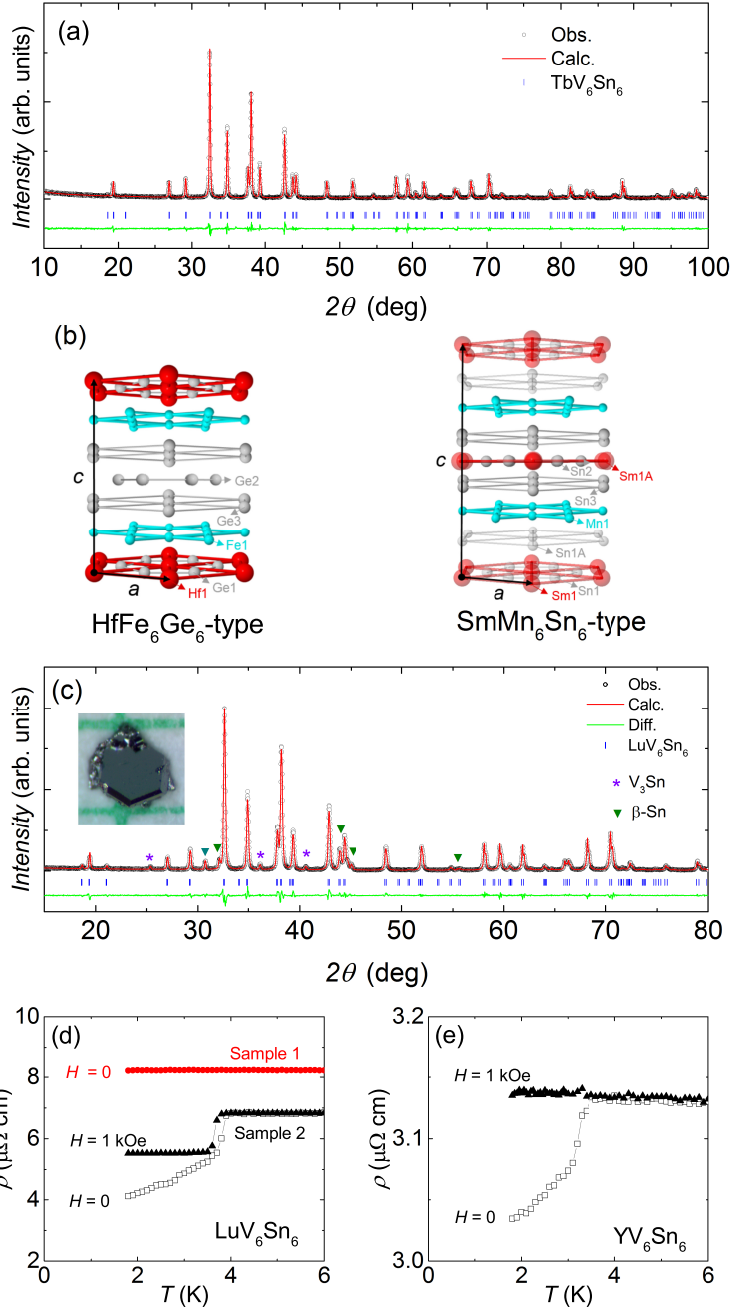 (a)
Obs.
Calc.
TbV₆Sn₆
Intensity (arb. units)
10 20 30 40 50 60 70 80 90 100
2θ (deg)
(b)
c
a
Ge2
Ge3
Fe1
Ge1
Hf1
HfFe₆Ge₆-type
c
a
Sn2
Sm1A
Sn3
Mn1
Sn1A
Sn1
Sm1
SmMn₆Sn₆-type
(c)
Obs.
Calc.
Diff.
LuV₆Sn₆
* V₃Sn
▼ β-Sn
Intensity (arb. units)
20 30 40 50 60 70 80
2θ (deg)
(d)
10
8
6
4
2
ρ (μΩ cm)
H = 0
Sample 1
H = 1 kOe
Sample 2
H = 0
LuV₆Sn₆
0 2 4 6
T (K)
(e)
3.2
3.1
3.0
ρ (μΩ cm)
H = 1 kOe
H = 0
YV₆Sn₆
0 2 4 6
T (K)